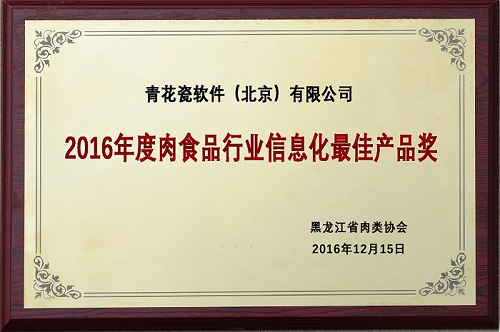 青花瓷软件（北京）有限公司
2016年度肉食品行业信息化最佳产品奖
黑龙江省肉类协会
2016年12月15日